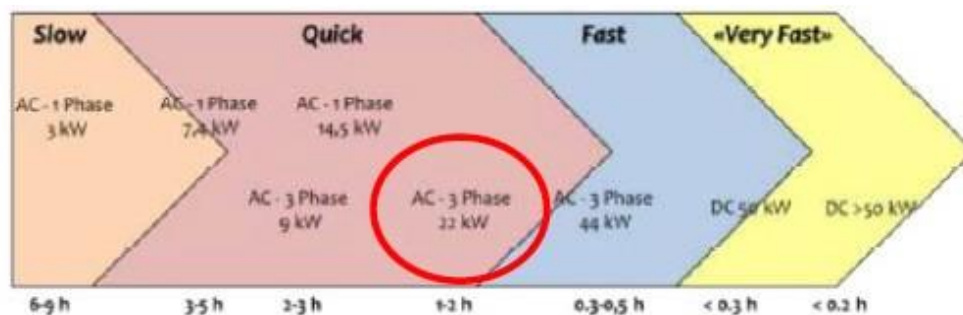 Slow Quick Fast «Very Fast»
AC - 1 Phase AC - 1 Phase AC - 1 Phase
3 kW 7,4 kW 14,5 kW
AC - 3 Phase AC - 3 Phase AC - 3 Phase DC 50 kW DC >50 kW
9 kW 22 kW 44 kW
6-9 h 3-5 h 2-3 h 1-2 h 0.3-0,5 h < 0.3 h < 0.2 h